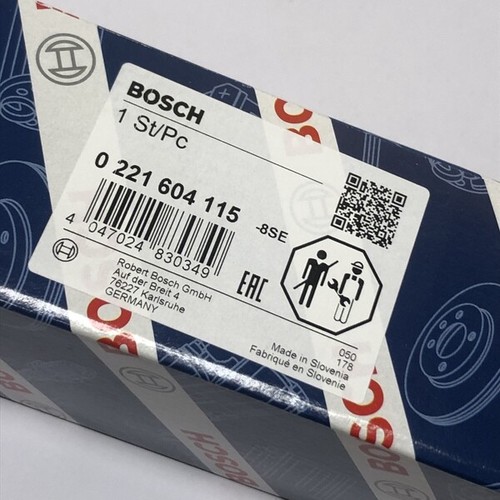 BOSCH
1 St/Pc
0 221 604 115 -8SE
4 047024 830349
Robert Bosch GmbH
Auf der Breit 4
76227 Karlsruhe
GERMANY
EAC
050
178
Made in Slovenia
Fabriqué en Slovenie
BOSCH